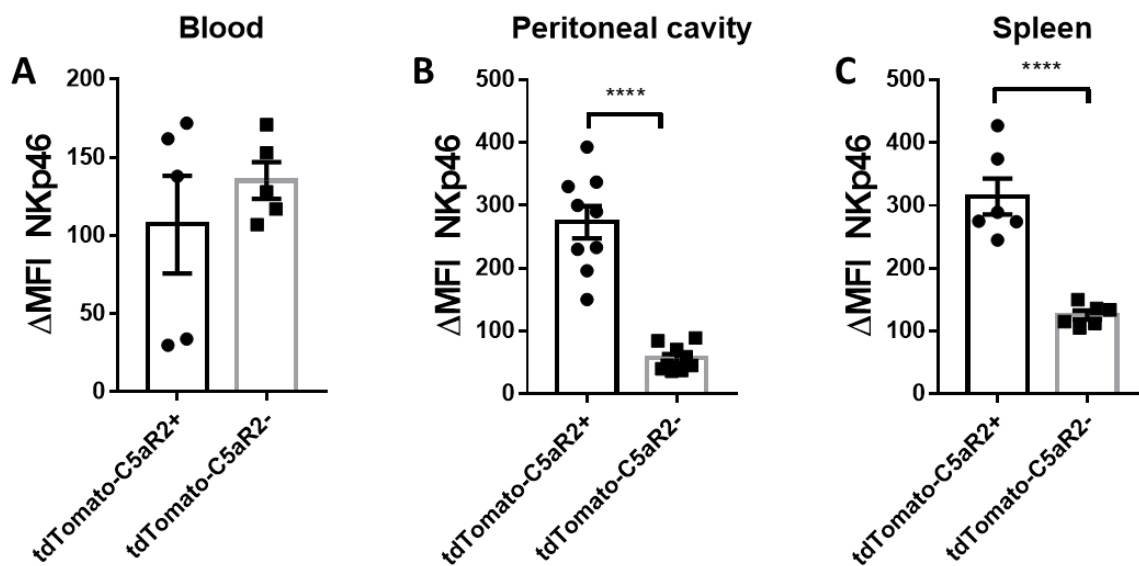 Blood
A
200
150
100
50
0
ΔMFI NKp46
tdTomato-C5aR2+
tdTomato-C5aR2-
Peritoneal cavity
B
500
400
300
200
100
0
ΔMFI NKp46
****
tdTomato-C5aR2+
tdTomato-C5aR2-
Spleen
C
500
400
300
200
100
0
ΔMFI NKp46
****
tdTomato-C5aR2+
tdTomato-C5aR2-